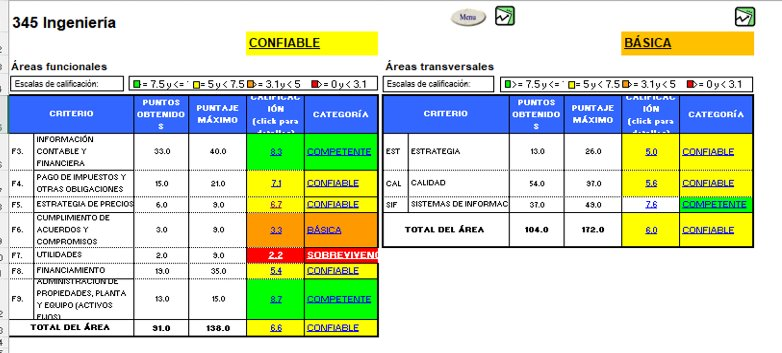 345 Ingeniería
Menu
CONFIABLE
BÁSICA
Áreas funcionales
Áreas transversales
Escalas de calificación: >= 7.5 y <= >= 5 y < 7.5 >= 3.1 y < 5 >= 0 y < 3.1
Escalas de calificación: >= 7.5 y <= >= 5 y < 7.5 >= 3.1 y < 5 >= 0 y < 3.1
CRITERIO
PUNTOS
OBTENIDO
S
PUNTAJE
MÁXIMO
CALIFICAC
IÓN
(click para
detalles)
CATEGORÍA
F3. INFORMACIÓN
CONTABLE Y
FINANCIERA
33.0 40.0 8.3 COMPETENTE
F4. PAGO DE IMPUESTOS Y
OTRAS OBLIGACIONES
15.0 21.0 7.1 CONFIABLE
F5. ESTRATEGIA DE PRECIOS 6.0 9.0 6.7 CONFIABLE
F6. CUMPLIMIENTO DE
ACUERDOS Y
COMPROMISOS
3.0 9.0 3.3 BÁSICA
F7. UTILIDADES 2.0 9.0 2.2 SOBREVIVENC
F8. FINANCIAMIENTO 19.0 35.0 5.4 CONFIABLE
F9. ADMINISTRACIÓN DE
PROPIEDADES, PLANTA
Y EQUIPO (ACTIVOS
FIJOS)
13.0 15.0 8.7 COMPETENTE
TOTAL DEL ÁREA 91.0 138.0 6.6 CONFIABLE
CRITERIO
PUNTOS
OBTENIDO
S
PUNTAJE
MÁXIMO
CALIFICAC
IÓN
(click para
detalles)
CATEGORÍA
EST ESTRATEGIA 13.0 26.0 5.0 CONFIABLE
CAL CALIDAD 54.0 97.0 5.6 CONFIABLE
SIF SISTEMAS DE INFORMAC 37.0 49.0 7.6 COMPETENTE
TOTAL DEL ÁREA 104.0 172.0 6.0 CONFIABLE